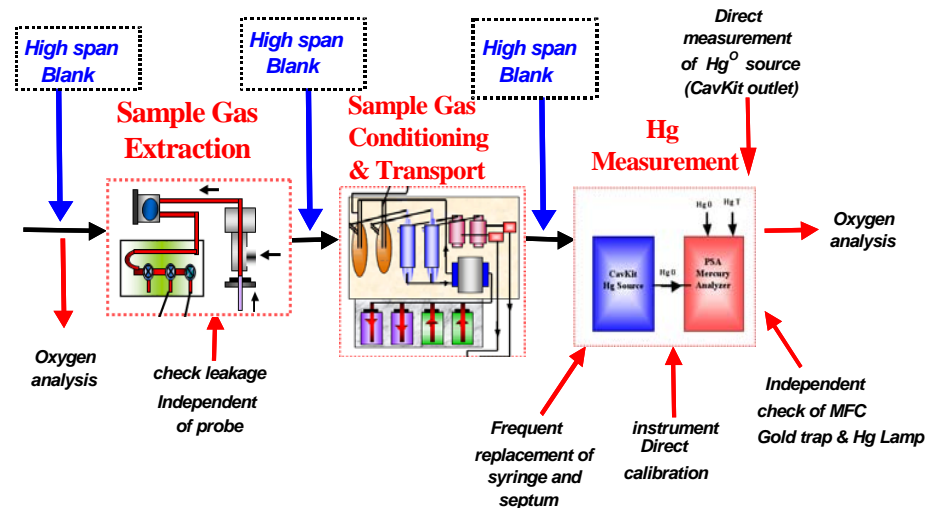 High span
Blank
High span
Blank
High span
Blank
Direct
measurement
of Hg^O source
(CavKit outlet)
Sample Gas
Extraction
Sample Gas
Conditioning
& Transport
Hg
Measurement
Hg 0
Hg T
CavKit
Hg Source
Hg 0
PSA
Mercury
Analyzer
Oxygen
analysis
Oxygen
analysis
check leakage
Independent
of probe
Frequent
replacement of
syringe and
septum
instrument
Direct
calibration
Independent
check of MFC
Gold trap & Hg Lamp